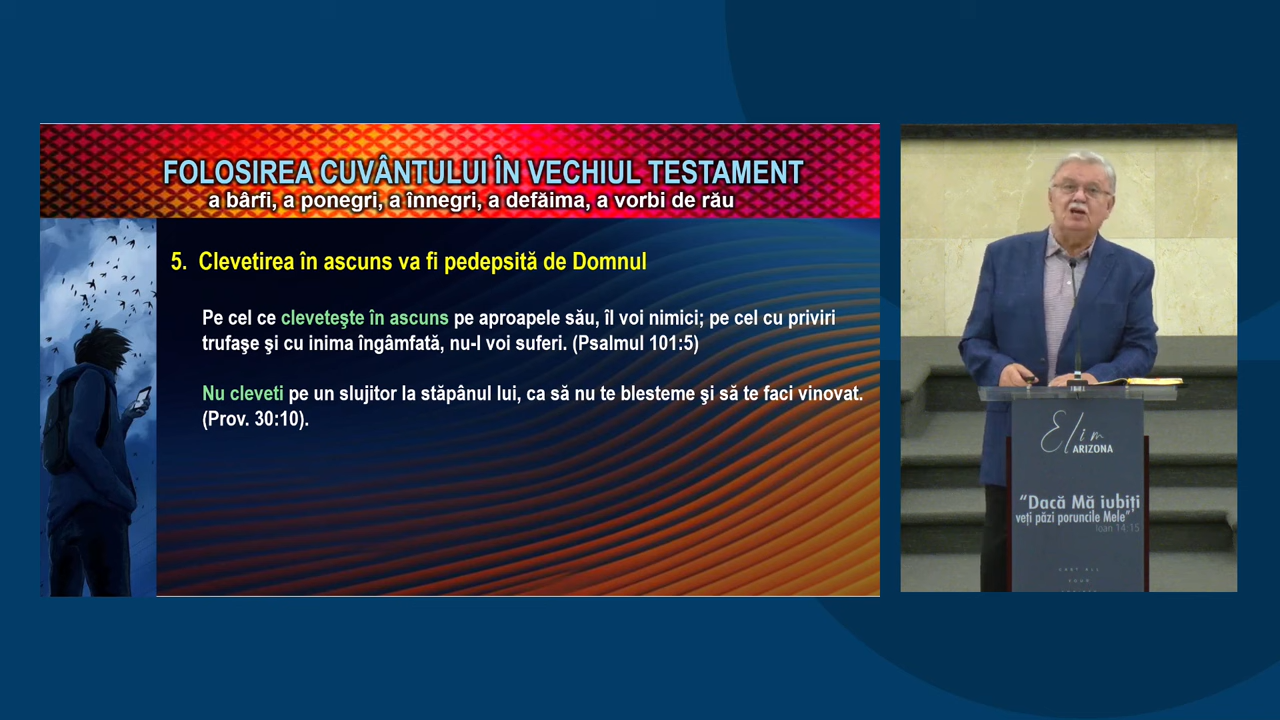 FOLOSIREA CUVÂNTULUI ÎN VECHIUL TESTAMENT
a bârfi, a ponegri, a înnegri, a defăima, a vorbi de rău
5. Clevetirea în ascuns va fi pedepsită de Domnul
Pe cel ce cleveteşte în ascuns pe aproapele său, îl voi nimici; pe cel cu priviri
trufaşe şi cu inima îngâmfată, nu-l voi suferi. (Psalmul 101:5)
Nu cleveti pe un slujitor la stăpânul lui, ca să nu te blesteme şi să te faci vinovat.
(Prov. 30:10).
Elim
ARIZONA
“Dacă Mă iubiți
veți păzi poruncile Mele”
Ioan 14:15